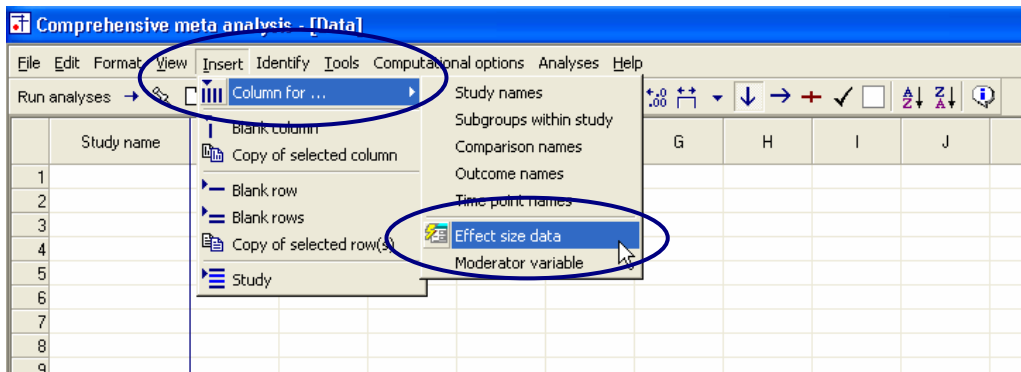 Comprehensive meta analysis - [Data]
File Edit Format View Insert Identify Tools Computational options Analyses Help
Run analyses
Column for ...
Blank column
Copy of selected column
Blank row
Blank rows
Copy of selected row(s)
Study
Study names
Subgroups within study
Comparison names
Outcome names
Time point names
Effect size data
Moderator variable
Study name G H I J
1
2
3
4
5
6
7
8
9